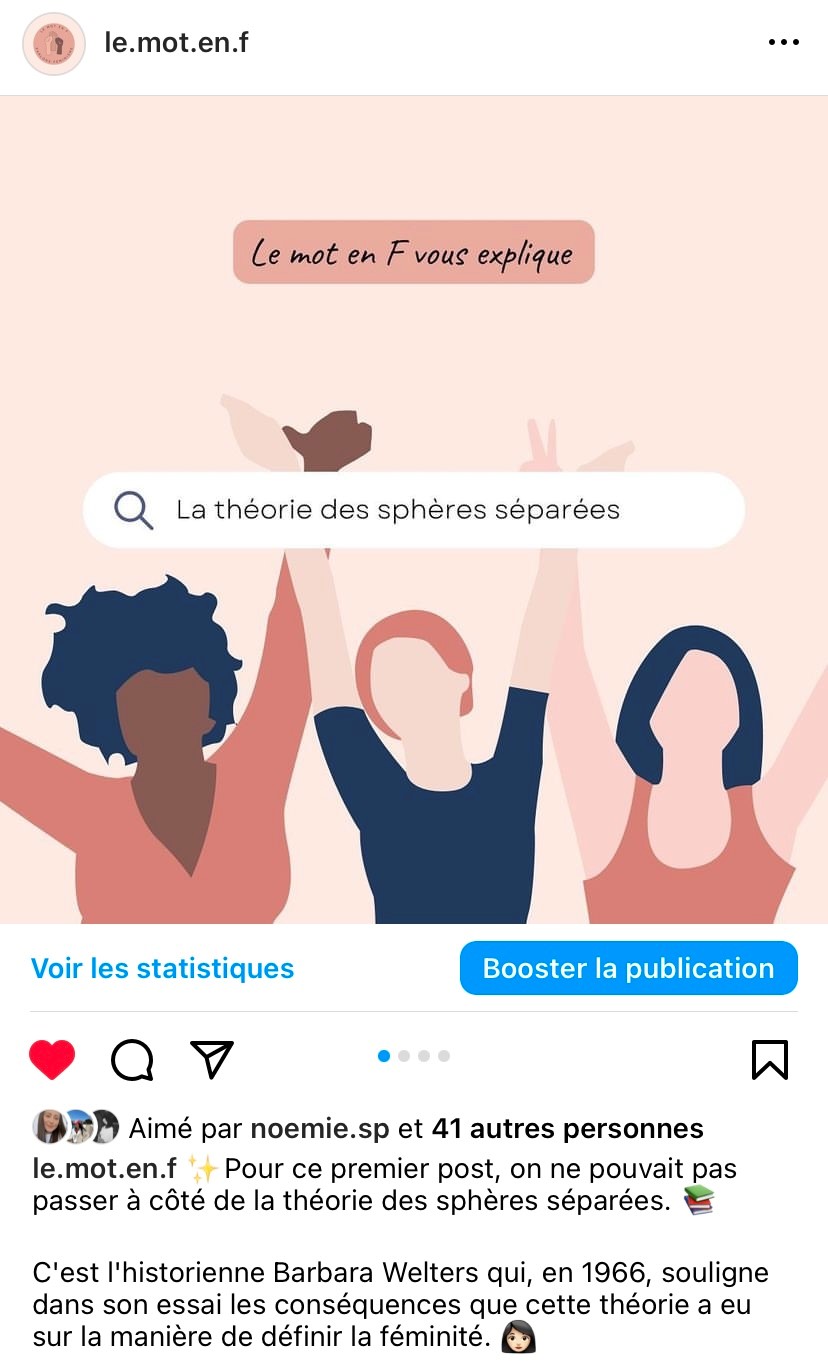 le.mot.en.f
Le mot en F vous explique
La théorie des sphères séparées
Voir les statistiques
Booster la publication
Aimé par noemie.sp et 41 autres personnes
le.mot.en.f ✨Pour ce premier post, on ne pouvait pas
passer à côté de la théorie des sphères séparées. 📚
C'est l'historienne Barbara Welters qui, en 1966, souligne
dans son essai les conséquences que cette théorie a eu
sur la manière de définir la féminité. 👩🏻